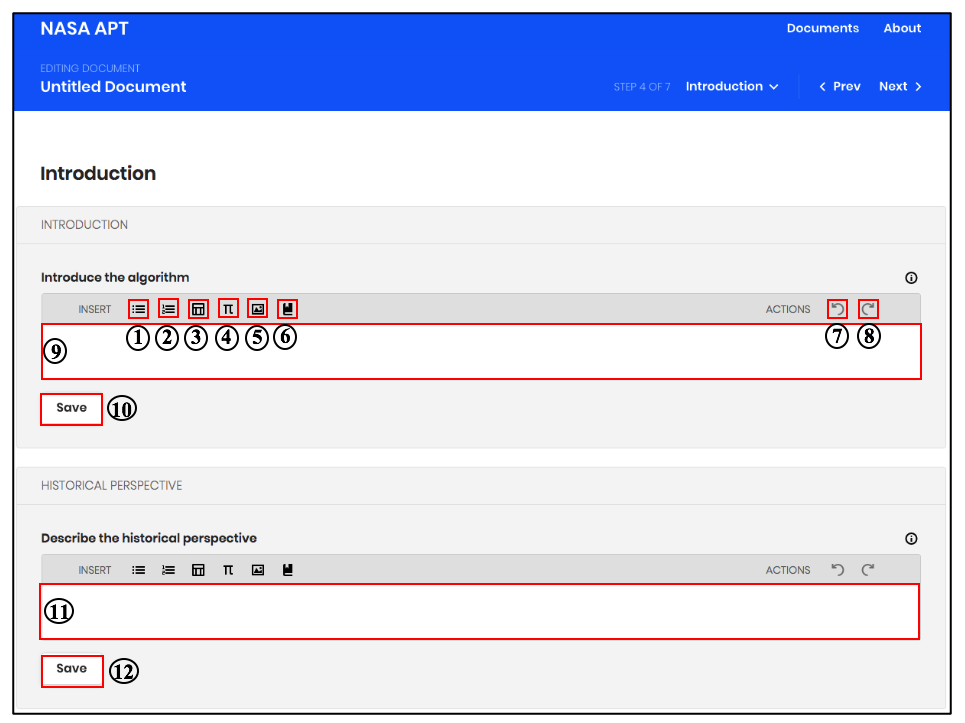 NASA APT Documents About
EDITING DOCUMENT
Untitled Document STEP 4 OF 7 Introduction Prev Next
Introduction
INTRODUCTION
Introduce the algorithm
INSERT π ACTIONS
1 2 3 4 5 6 7 8
9
Save 10
HISTORICAL PERSPECTIVE
Describe the historical perspective
INSERT π ACTIONS
11
Save 12